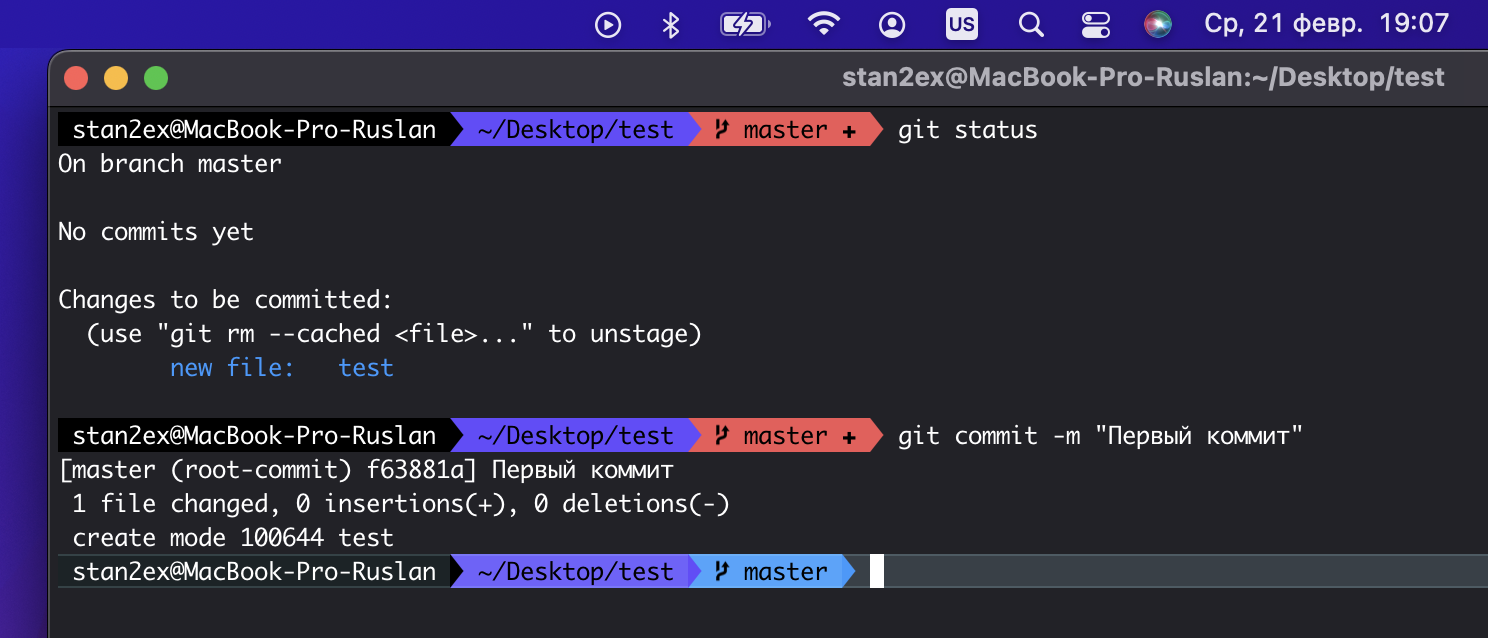 US Ср, 21 февр. 19:07
stan2ex@MacBook-Pro-Ruslan:~/Desktop/test
stan2ex@MacBook-Pro-Ruslan ~/Desktop/test master + git status
On branch master
No commits yet
Changes to be committed:
(use "git rm --cached <file>..." to unstage)
new file: test
stan2ex@MacBook-Pro-Ruslan ~/Desktop/test master + git commit -m "Первый коммит"
[master (root-commit) f63881a] Первый коммит
1 file changed, 0 insertions(+), 0 deletions(-)
create mode 100644 test
stan2ex@MacBook-Pro-Ruslan ~/Desktop/test master